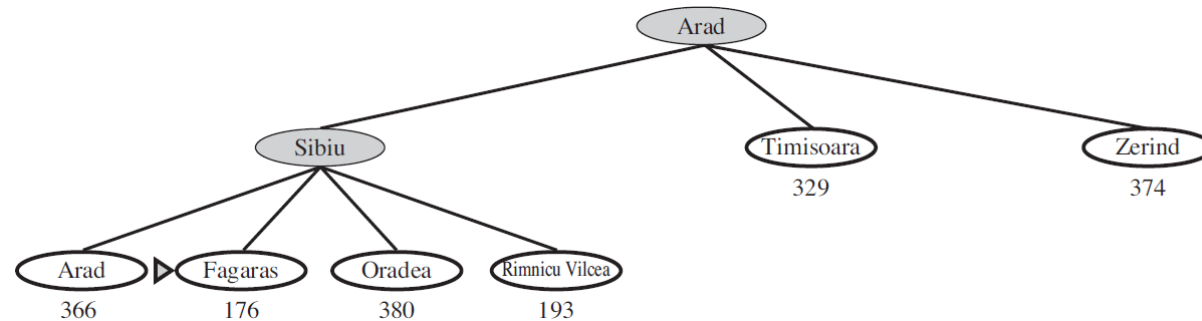 Arad
Sibiu
Timisoara
Zerind
329
374
Arad
Fagaras
Oradea
Rimnicu Vilcea
366
176
380
193